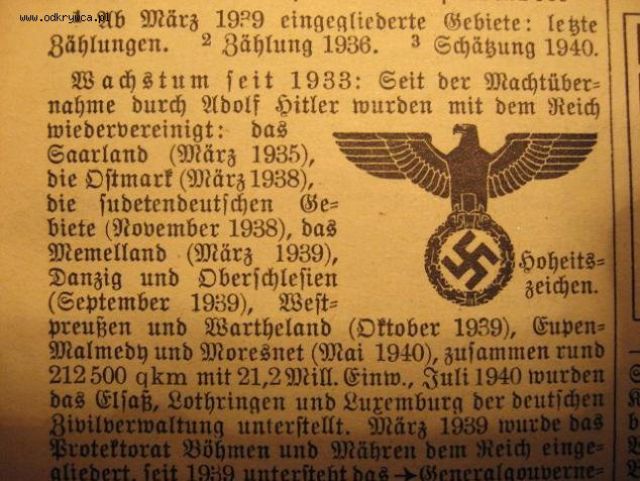 www.odkrywca.pl
Ab März 1939 eingegliederte Gebiete: letzte
Zählungen. ² Zählung 1936. ³ Schätzung 1940.
Wachstum seit 1933: Seit der Machtüber-
nahme durch Adolf Hitler wurden mit dem Reich
wiedervereinigt: das
Saarland (März 1935),
die Ostmark (März 1938),
die sudetendeutschen Ge-
biete (November 1938), das
Memelland (März 1939),
Danzig und Oberschlesien
(September 1939), West-
preußen und Wartheland (Oktober 1939), Eupen-
Malmedy und Moresnet (Mai 1940), zusammen rund
212 500 qkm mit 21,2 Mill. Einw., Juli 1940 wurden
das Elsaß, Lothringen und Luxemburg der deutschen
Zivilverwaltung unterstellt. März 1939 wurde das
Protektorat Böhmen und Mähren dem Reich einge-
gliedert, seit 1939 untersteht das →Generalgouverne-
Hoheits-
zeichen.